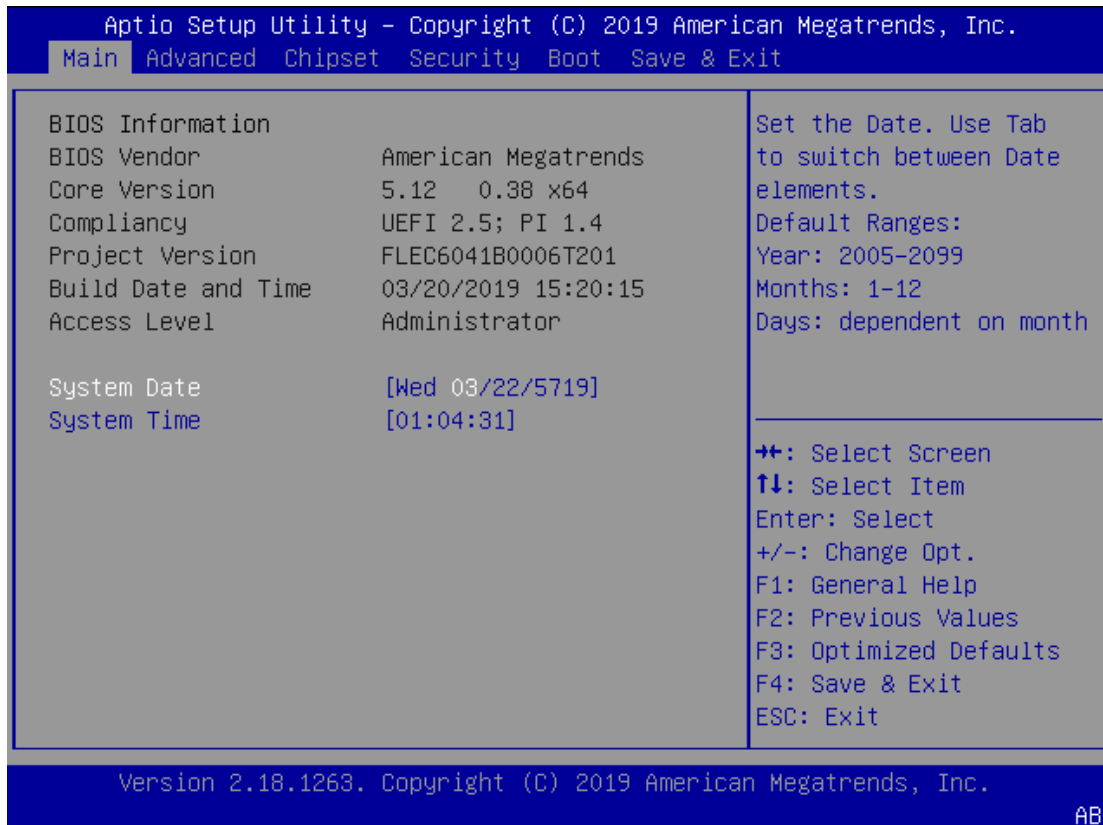 Aptio Setup Utility – Copyright (C) 2019 American Megatrends, Inc.
Main Advanced Chipset Security Boot Save & Exit
BIOS Information
BIOS Vendor American Megatrends
Core Version 5.12 0.38 x64
Compliancy UEFI 2.5; PI 1.4
Project Version FLEC6041B0006T201
Build Date and Time 03/20/2019 15:20:15
Access Level Administrator
System Date [Wed 03/22/5719]
System Time [01:04:31]
Set the Date. Use Tab
to switch between Date
elements.
Default Ranges:
Year: 2005–2099
Months: 1–12
Days: dependent on month
→←: Select Screen
↑↓: Select Item
Enter: Select
+/–: Change Opt.
F1: General Help
F2: Previous Values
F3: Optimized Defaults
F4: Save & Exit
ESC: Exit
Version 2.18.1263. Copyright (C) 2019 American Megatrends, Inc.
AB